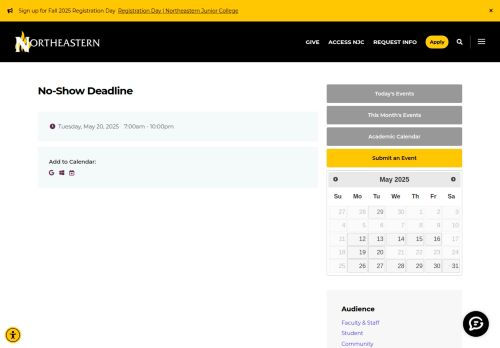 Sign up for Fall 2025 Registration Day Registration Day | Northeastern Junior College ×
NORTHEASTERN GIVE ACCESS NJC REQUEST INFO Apply
No-Show Deadline
Tuesday, May 20, 2025 7:00am - 10:00pm
Add to Calendar:
Today's Events
This Month's Events
Academic Calendar
Submit an Event
May 2025
Su Mo Tu We Th Fr Sa
27 28 29 30 1 2 3
4 5 6 7 8 9 10
11 12 13 14 15 16 17
18 19 20 21 22 23 24
25 26 27 28 29 30 31
Audience
Faculty & Staff
Student
Community